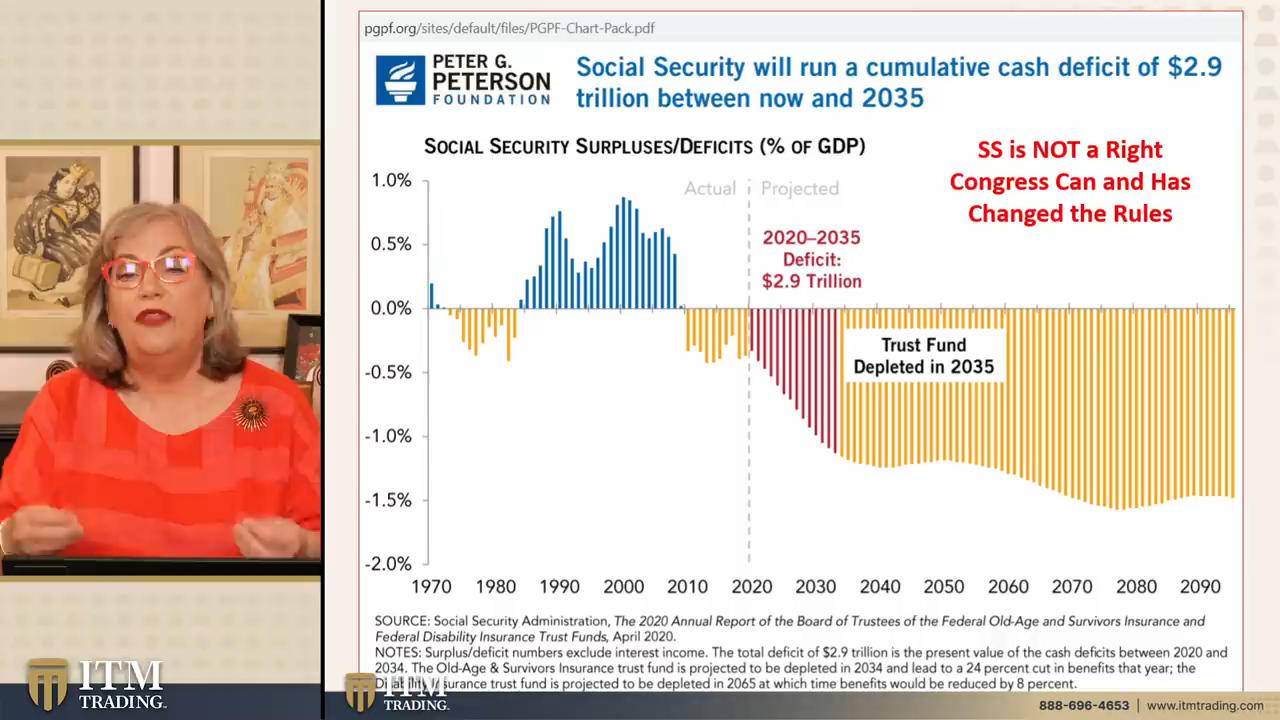 pgpf.org/sites/default/files/PGPF-Chart-Pack.pdf
PETER G.
PETERSON
FOUNDATION
Social Security will run a cumulative cash deficit of $2.9
trillion between now and 2035
SOCIAL SECURITY SURPLUSES/DEFICITS (% OF GDP)
SS is NOT a Right
Congress Can and Has
Changed the Rules
Actual
Projected
1.0%
0.5%
0.0%
-0.5%
-1.0%
-1.5%
-2.0%
2020–2035
Deficit:
$2.9 Trillion
Trust Fund
Depleted in 2035
1970 1980 1990 2000 2010 2020 2030 2040 2050 2060 2070 2080 2090
SOURCE: Social Security Administration, The 2020 Annual Report of the Board of Trustees of the Federal Old-Age and Survivors Insurance and
Federal Disability Insurance Trust Funds, April 2020.
NOTES: Surplus/deficit numbers exclude interest income. The total deficit of $2.9 trillion is the present value of the cash deficits between 2020 and
2034. The Old-Age & Survivors Insurance trust fund is projected to be depleted in 2034 and lead to a 24 percent cut in benefits that year; the
Disability Insurance trust fund is projected to be depleted in 2065 at which time benefits would be reduced by 8 percent.
ITM
TRADING
ITM
TRADING
888-696-4653 | www.itmtrading.com